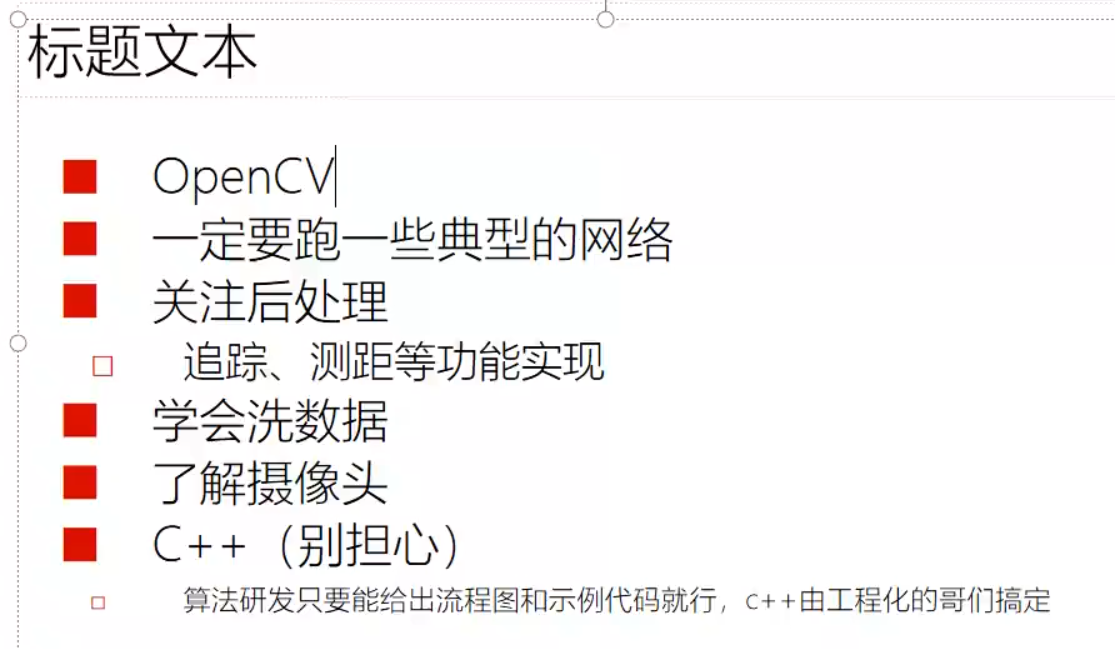 标题文本
OpenCV
一定要跑一些典型的网络
关注后处理
追踪、测距等功能实现
学会洗数据
了解摄像头
C++（别担心）
算法研发只要能给出流程图和示例代码就行，c++由工程化的哥们搞定